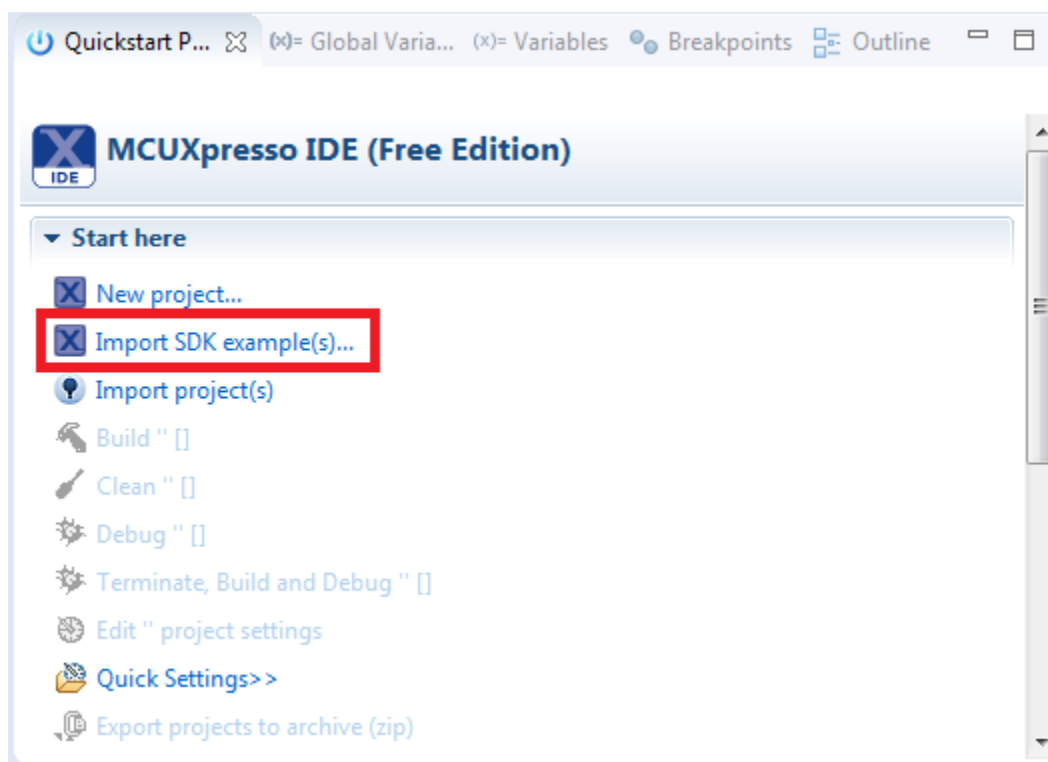 Quickstart P... (x)= Global Varia... (x)= Variables Breakpoints Outline
X
IDE
MCUXpresso IDE (Free Edition)
Start here
New project...
Import SDK example(s)...
Import project(s)
Build '' []
Clean '' []
Debug '' []
Terminate, Build and Debug '' []
Edit '' project settings
Quick Settings>>
Export projects to archive (zip)